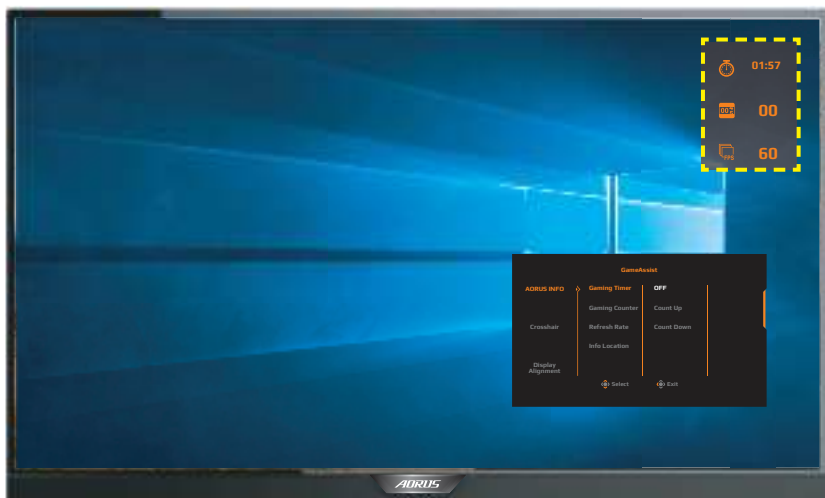 01:57
00:
00
FPS
60
GameAssist
AORUS INFO
Gaming Timer
OFF
Gaming Counter
Count Up
Crosshair
Refresh Rate
Count Down
Info Location
Display
Alignment
Select
Exit
AORUS